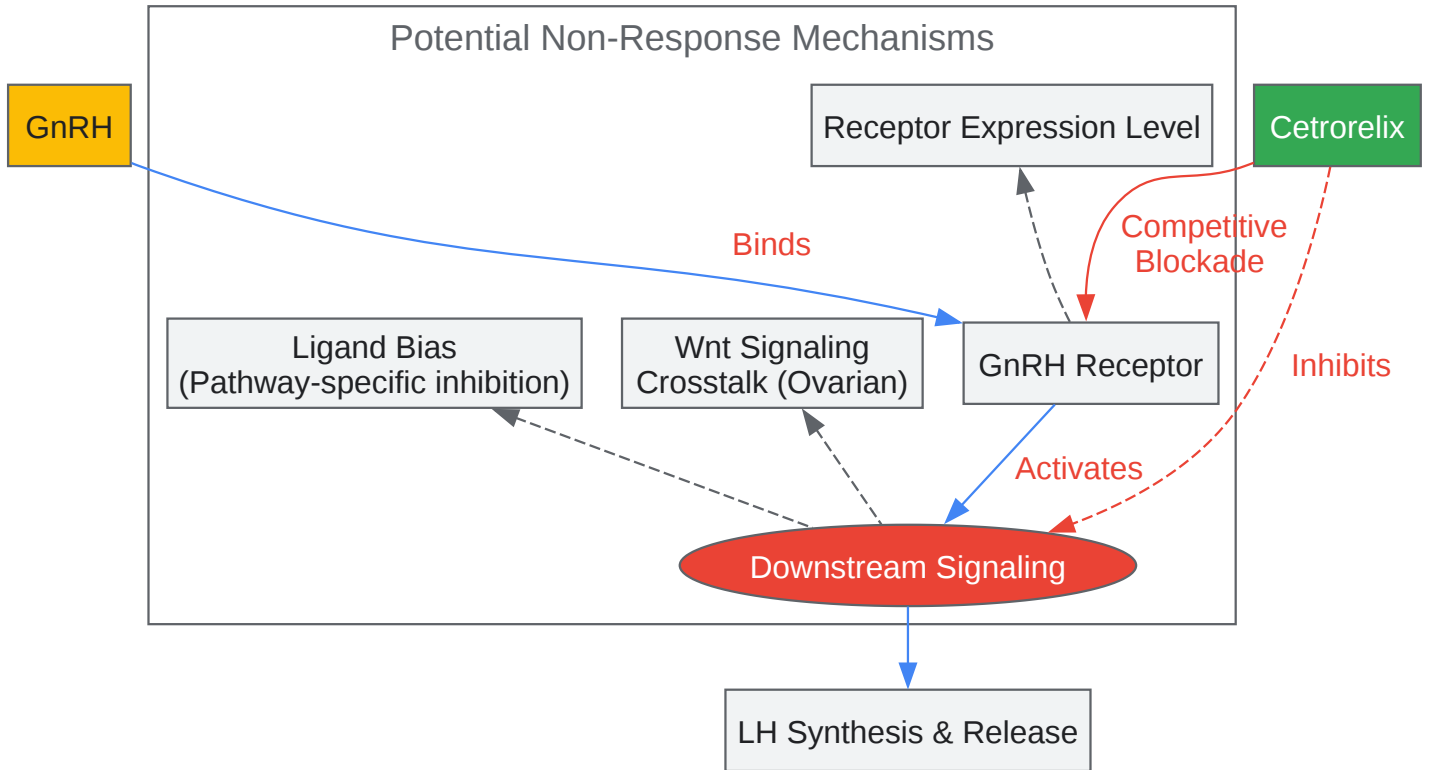 Potential Non-Response Mechanisms
GnRH
Receptor Expression Level
Cetrorelix
Binds
Competitive
Blockade
Ligand Bias
(Pathway-specific inhibition)
Wnt Signaling
Crosstalk (Ovarian)
GnRH Receptor
Inhibits
Activates
Downstream Signaling
LH Synthesis & Release